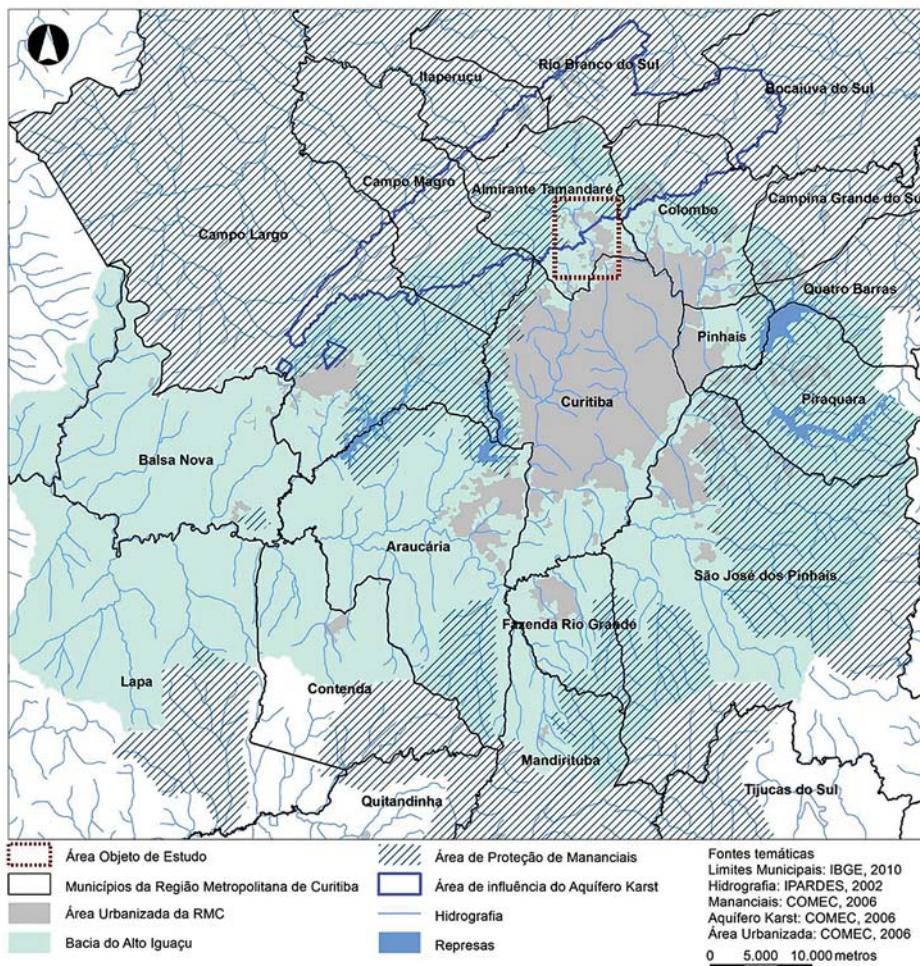 Itaperuçu
Rio Branco do Sul
Bocaiúva do Sul
Campo Magro
Almirante Tamandaré
Colombo
Campina Grande do Su
Campo Largo
Quatro Barras
Pinhais
Piraquara
Curitiba
Balsa Nova
Araucária
São José dos Pinhais
Fazenda Rio Grande
Lapa
Contenda
Mandirituba
Quitandinha
Tijucas do Sul
Área Objeto de Estudo
Municípios da Região Metropolitana de Curitiba
Área Urbanizada da RMC
Bacia do Alto Iguaçu
Área de Proteção de Mananciais
Área de influência do Aquífero Karst
Hidrografia
Represas
Fontes temáticas
Limites Municipais: IBGE, 2010
Hidrografia: IPARDES, 2002
Mananciais: COMEC, 2006
Aquífero Karst: COMEC, 2006
Área Urbanizada: COMEC, 2006
0 5.000 10.000 metros